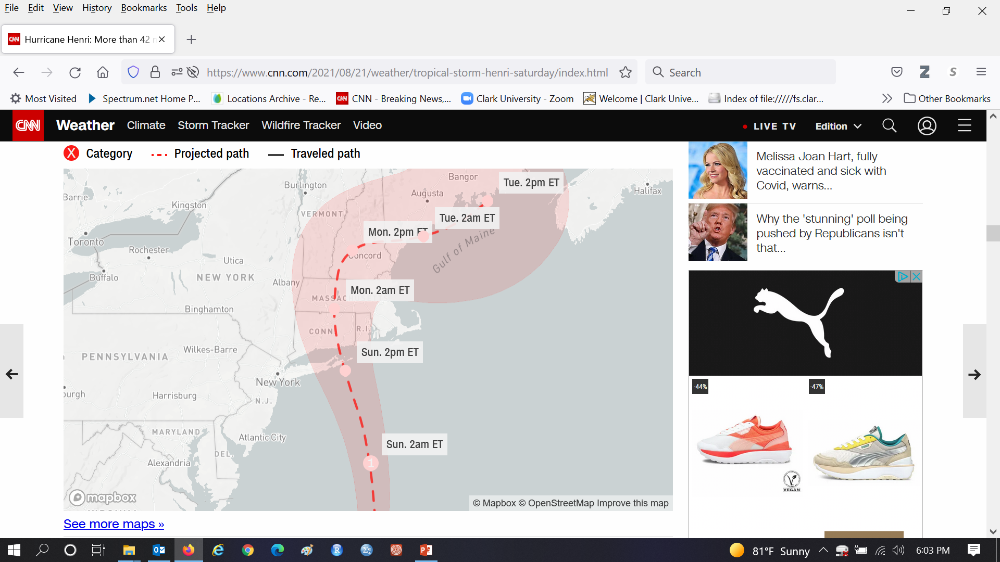 File Edit View History Bookmarks Tools Help
CNN Hurricane Henri: More than 42
https://www.cnn.com/2021/08/21/weather/tropical-storm-henri-saturday/index.html
Search
Z S
Most Visited Spectrum.net Home P... Locations Archive - Re... CNN CNN - Breaking News,... Clark University - Zoom Welcome | Clark Unive... Index of file://///fs.clar... Other Bookmarks
CNN Weather Climate Storm Tracker Wildfire Tracker Video LIVE TV Edition
X Category Projected path Traveled path
Bangor
Tue. 2pm ET
Burlington
Halifax
Augusta
Barrie
Kingston
VERMONT
Tue. 2am ET
Mon. 2pm ET
Toronto
Gulf of Maine
Rochester
Concord
Utica
Buffalo
NEW YORK
Albany
Mon. 2am ET
Binghamton
CONN
R.I.
Wilkes-Barre
Sun. 2pm ET
PENNSYLVANIA
New York
burgh
Harrisburg
N.J.
MARYLAND
Atlantic City
Sun. 2am ET
DEL.
Alexandria
1
mapbox
© Mapbox © OpenStreetMap Improve this map
See more maps »
Melissa Joan Hart, fully
vaccinated and sick with
Covid, warns...
Why the 'stunning' poll being
pushed by Republicans isn't
that...
-44%
-47%
PUMA
VEGAN
81°F Sunny
6:03 PM